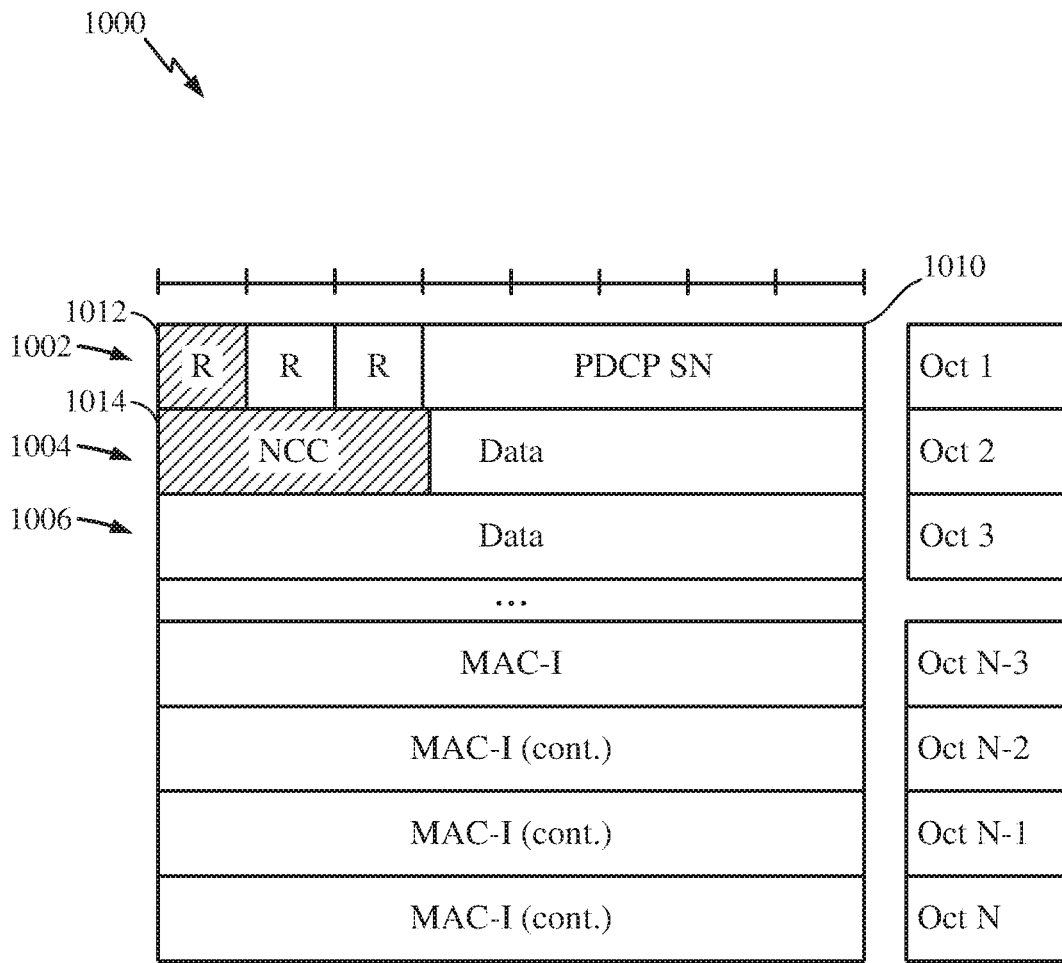 1000
1010
1012
1002 R R R PDCP SN Oct 1
1014
1004 NCC Data Oct 2
1006 Data Oct 3
...
MAC-I Oct N-3
MAC-I (cont.) Oct N-2
MAC-I (cont.) Oct N-1
MAC-I (cont.) Oct N